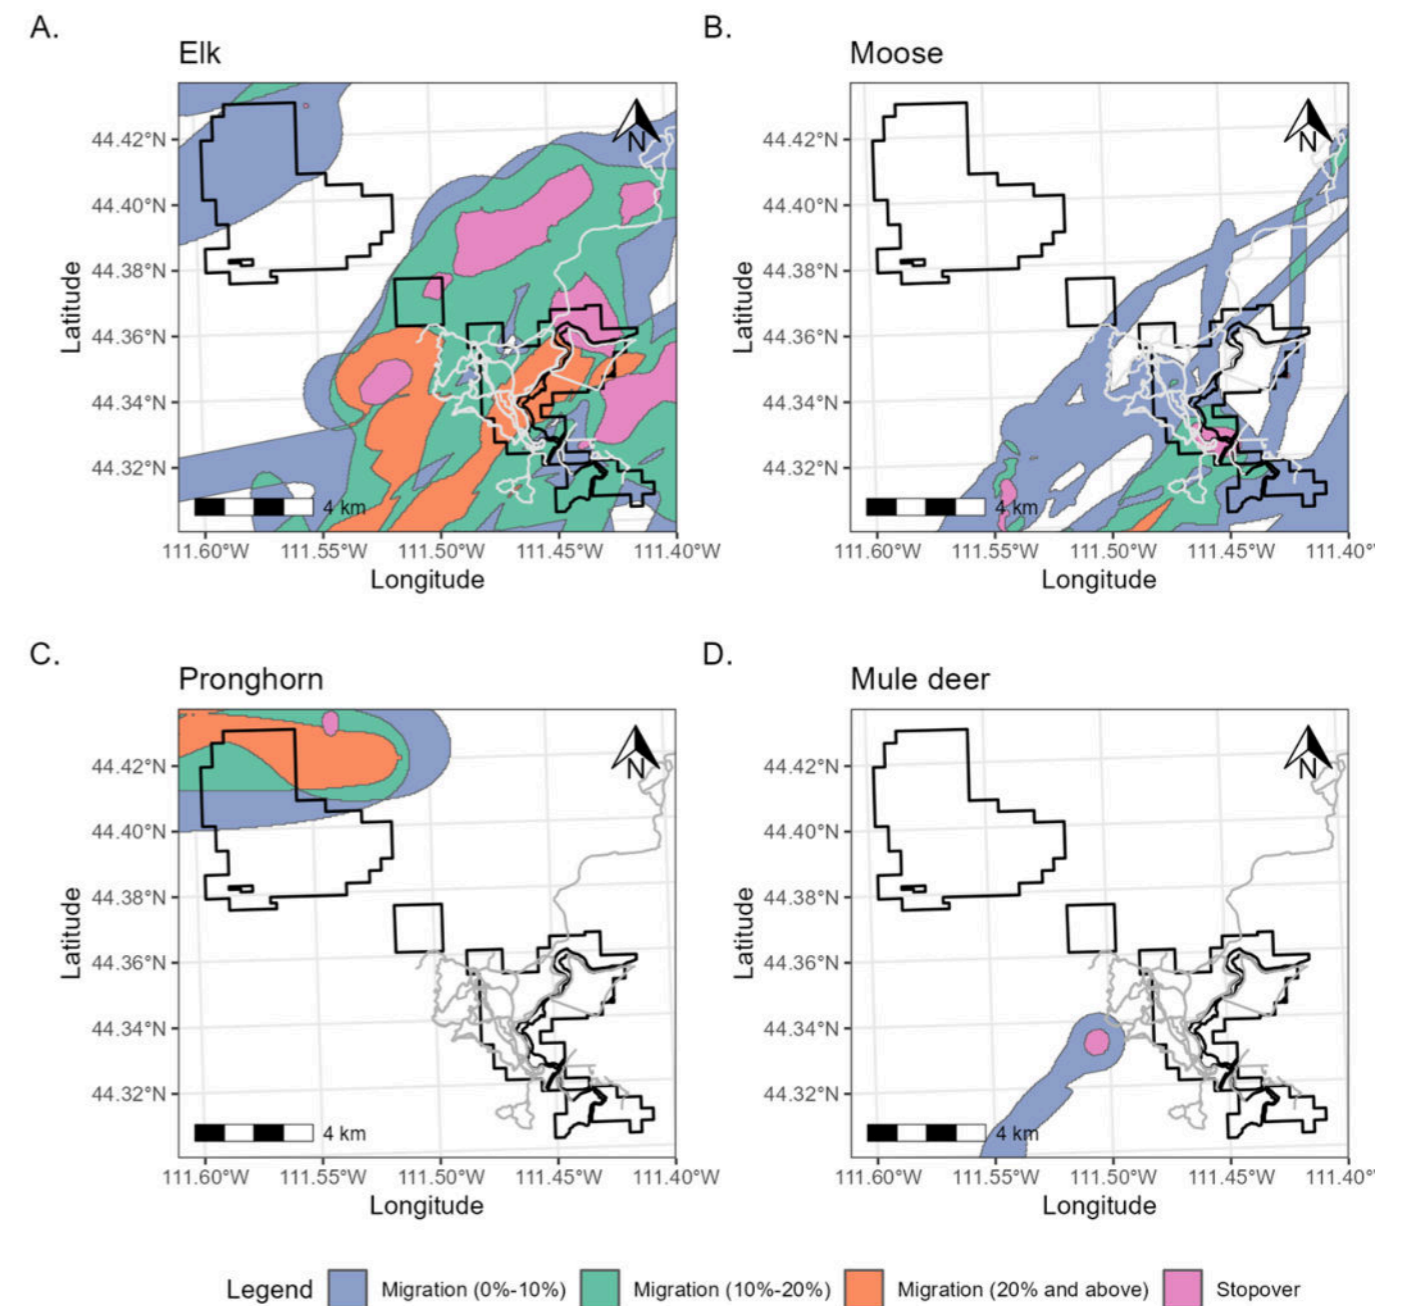 A.
Elk
N
44.42°N
44.40°N
44.38°N
44.36°N
44.34°N
44.32°N
Latitude
4 km
111.60°W 111.55°W 111.50°W 111.45°W 111.40°W
Longitude
B.
Moose
N
44.42°N
44.40°N
44.38°N
44.36°N
44.34°N
44.32°N
Latitude
4 km
111.60°W 111.55°W 111.50°W 111.45°W 111.40°
Longitude
C.
Pronghorn
N
44.42°N
44.40°N
44.38°N
44.36°N
44.34°N
44.32°N
Latitude
4 km
111.60°W 111.55°W 111.50°W 111.45°W 111.40°W
Longitude
D.
Mule deer
N
44.42°N
44.40°N
44.38°N
44.36°N
44.34°N
44.32°N
Latitude
4 km
111.60°W 111.55°W 111.50°W 111.45°W 111.40°
Longitude
Legend Migration (0%-10%) Migration (10%-20%) Migration (20% and above) Stopover